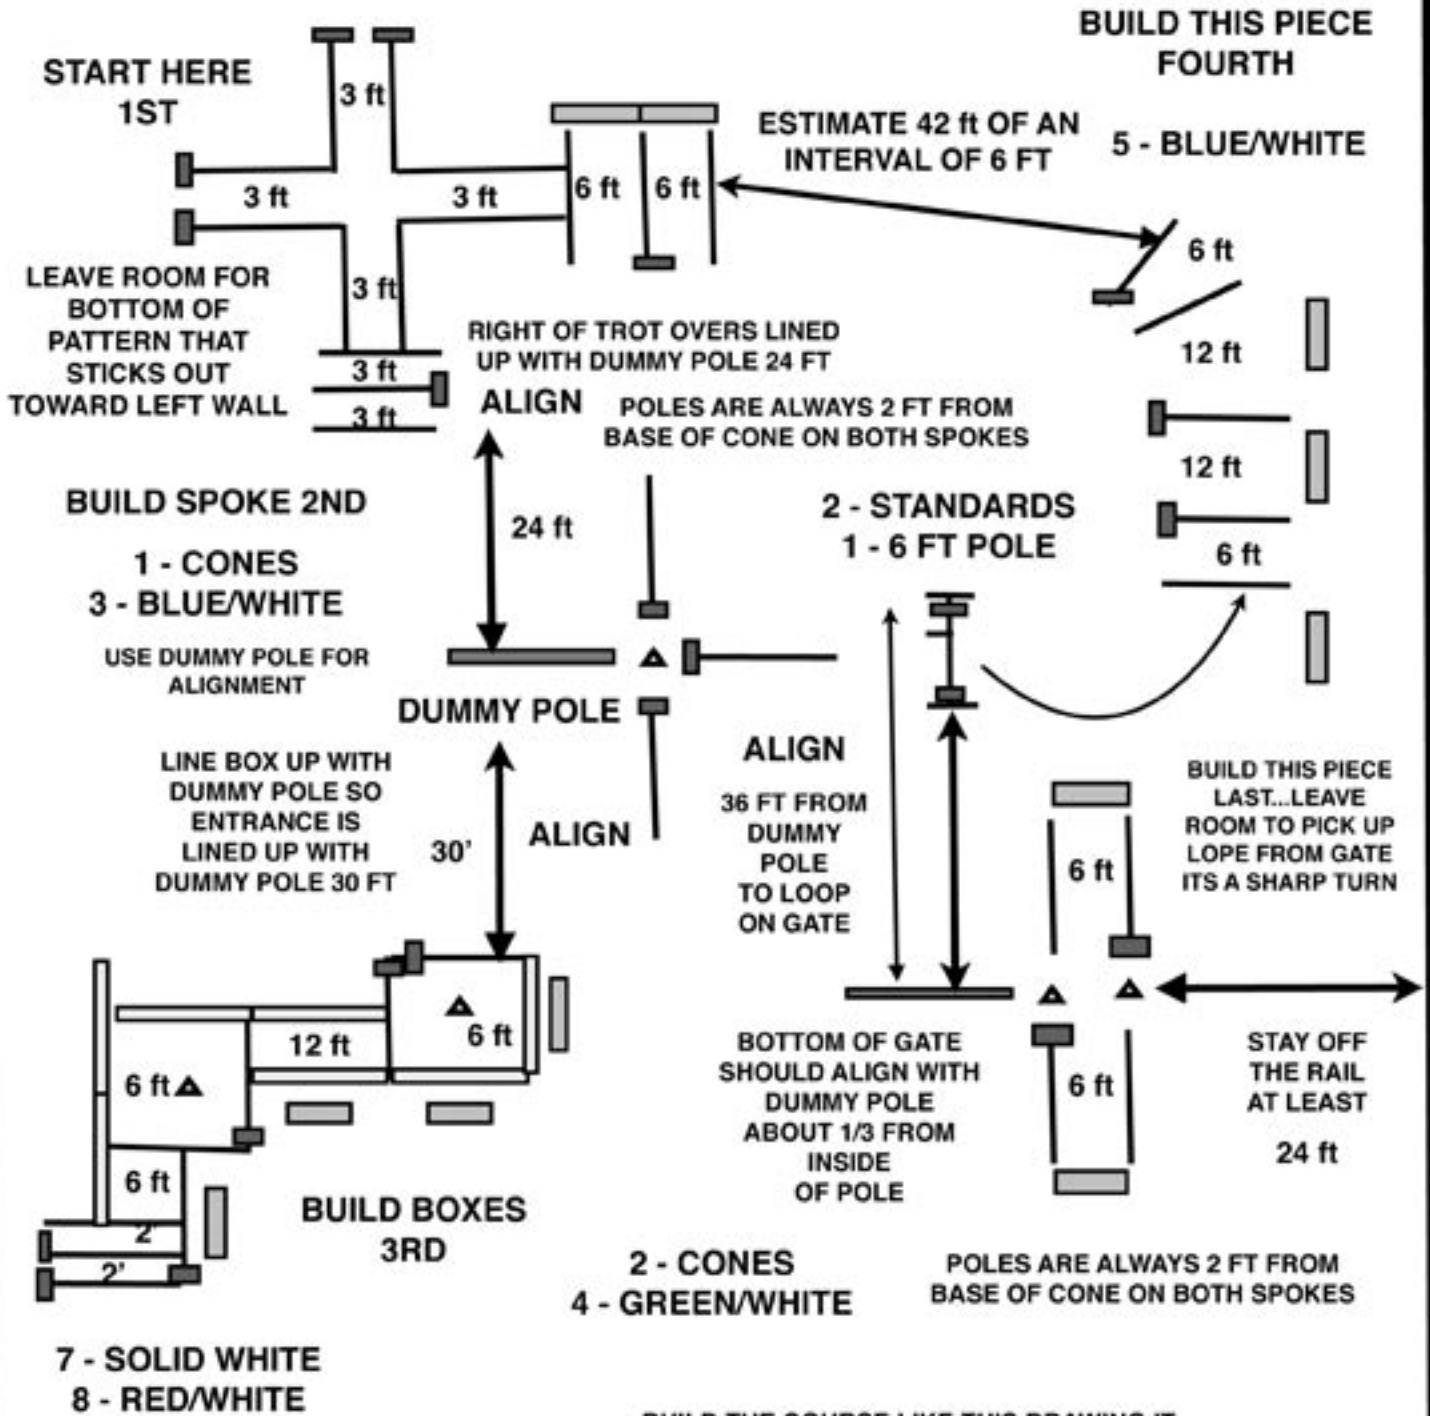 START HERE
1ST
3 ft
3 ft
3 ft
3 ft
6 ft
6 ft
ESTIMATE 42 ft OF AN
INTERVAL OF 6 FT
BUILD THIS PIECE
FOURTH
5 - BLUE/WHITE
6 ft
12 ft
12 ft
6 ft
LEAVE ROOM FOR
BOTTOM OF
PATTERN THAT
STICKS OUT
TOWARD LEFT WALL
3 ft
3 ft
RIGHT OF TROT OVERS LINED
UP WITH DUMMY POLE 24 FT
ALIGN
POLES ARE ALWAYS 2 FT FROM
BASE OF CONE ON BOTH SPOKES
BUILD SPOKE 2ND
1 - CONES
3 - BLUE/WHITE
24 ft
2 - STANDARDS
1 - 6 FT POLE
USE DUMMY POLE FOR
ALIGNMENT
DUMMY POLE
LINE BOX UP WITH
DUMMY POLE SO
ENTRANCE IS
LINED UP WITH
DUMMY POLE 30 FT
30'
ALIGN
ALIGN
36 FT FROM
DUMMY
POLE
TO LOOP
ON GATE
BUILD THIS PIECE
LAST...LEAVE
ROOM TO PICK UP
LOPE FROM GATE
ITS A SHARP TURN
6 ft
12 ft
6 ft
6 ft
6 ft
2'
2'
BUILD BOXES
3RD
BOTTOM OF GATE
SHOULD ALIGN WITH
DUMMY POLE
ABOUT 1/3 FROM
INSIDE
OF POLE
6 ft
STAY OFF
THE RAIL
AT LEAST
24 ft
2 - CONES
4 - GREEN/WHITE
POLES ARE ALWAYS 2 FT FROM
BASE OF CONE ON BOTH SPOKES
7 - SOLID WHITE
8 - RED/WHITE
BUILD THE COURSE LIKE THIS DRAWING IT